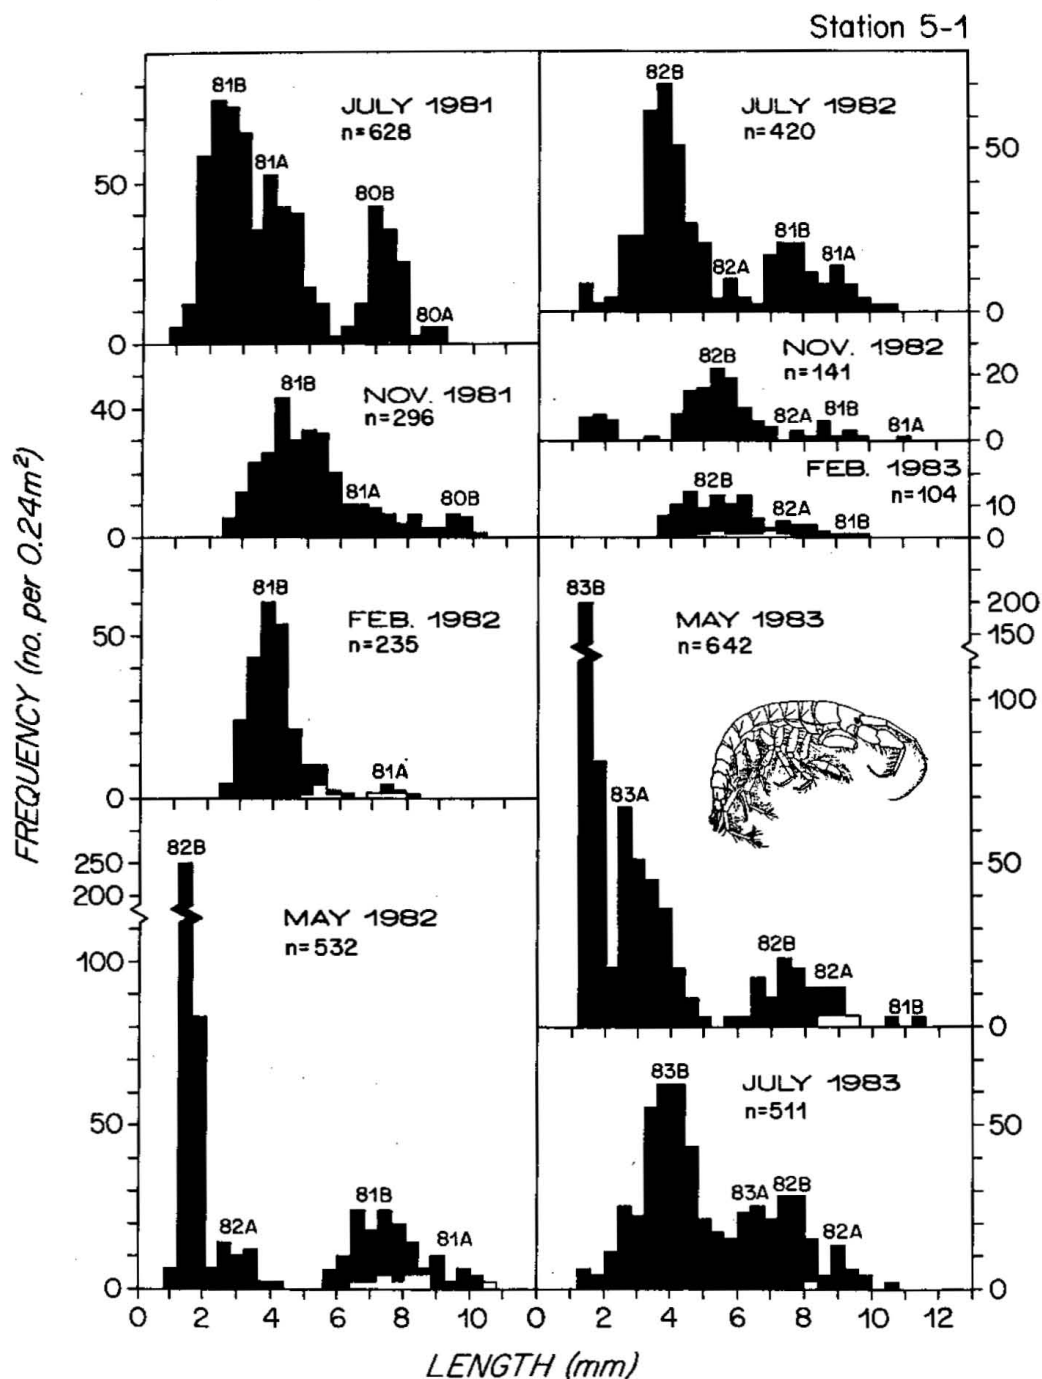 Station 5-1
JULY 1981
n=628
81B
81A
80B
80A
50
0
NOV. 1981
n=296
81B
81A
80B
40
0
FEB. 1982
n=235
81B
81A
50
0
MAY 1982
n=532
82B
82A
81B
81A
250
200
100
50
0
0 2 4 6 8 10
JULY 1982
n=420
82B
82A
81B
81A
50
0
NOV. 1982
n=141
82B
82A
81B
81A
20
0
FEB. 1983
n=104
82B
82A
81B
10
0
MAY 1983
n=642
83B
83A
82B
82A
81B
200
150
100
50
0
JULY 1983
n=511
83B
83A
82B
82A
50
0
0 2 4 6 8 10 12
FREQUENCY (no. per 0.24m²)
LENGTH (mm)